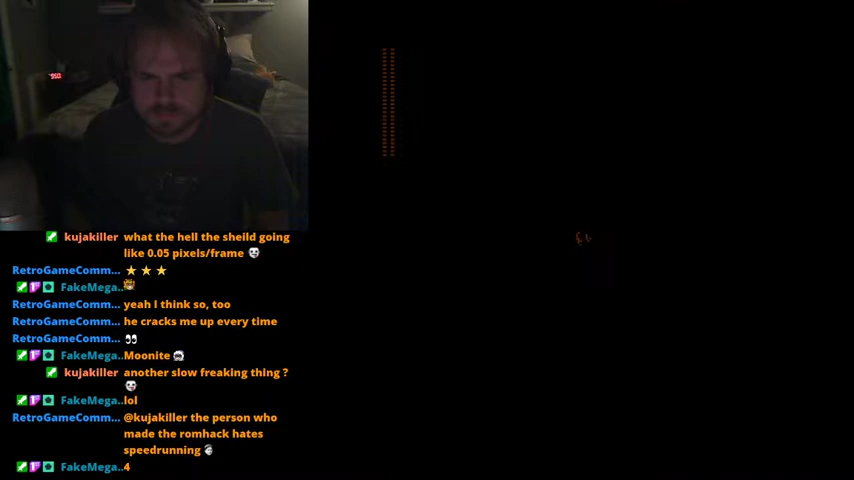 kujakiller what the hell the sheild going
like 0.05 pixels/frame
RetroGameComm...
FakeMega..
RetroGameComm... yeah I think so, too
RetroGameComm... he cracks me up every time
RetroGameComm...
FakeMega.. Moonite
kujakiller another slow freaking thing ?
FakeMega.. lol
RetroGameComm... @kujakiller the person who
made the romhack hates
speedrunning
FakeMega.. 4